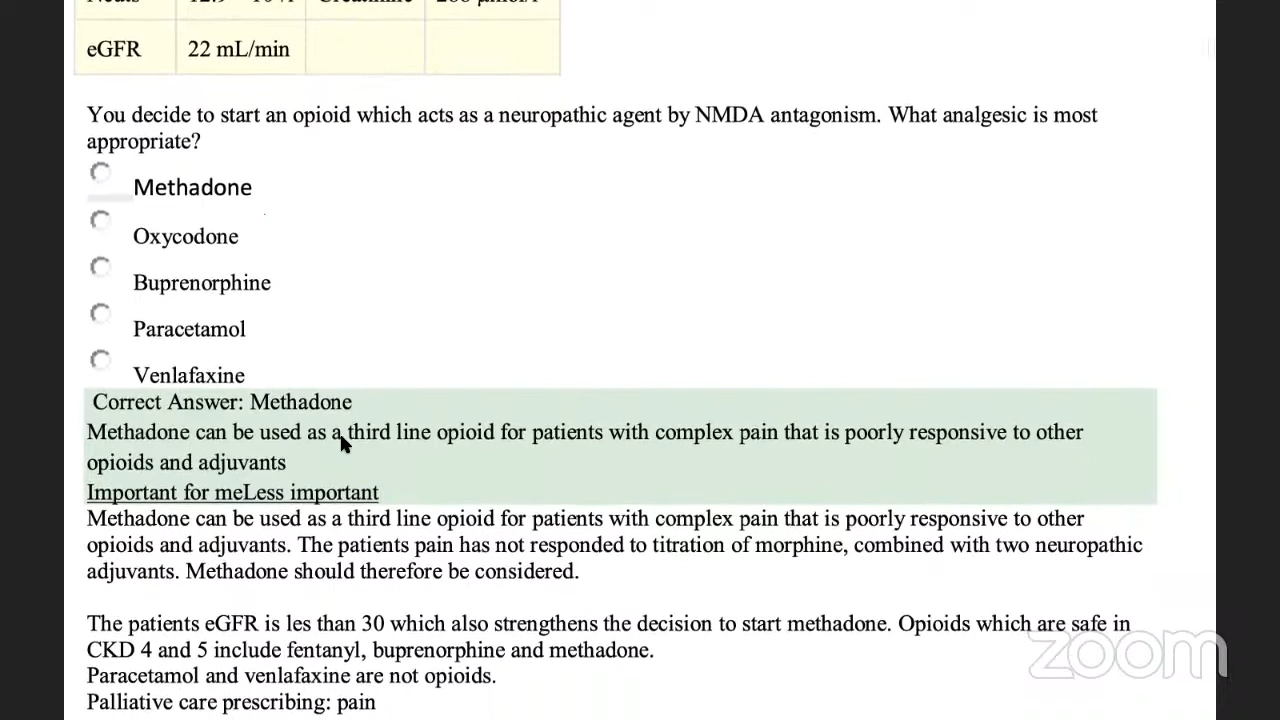 eGFR 22 mL/min
You decide to start an opioid which acts as a neuropathic agent by NMDA antagonism. What analgesic is most
appropriate?
Methadone
Oxycodone
Buprenorphine
Paracetamol
Venlafaxine
Correct Answer: Methadone
Methadone can be used as a third line opioid for patients with complex pain that is poorly responsive to other
opioids and adjuvants
Important for meLess important
Methadone can be used as a third line opioid for patients with complex pain that is poorly responsive to other
opioids and adjuvants. The patients pain has not responded to titration of morphine, combined with two neuropathic
adjuvants. Methadone should therefore be considered.
The patients eGFR is les than 30 which also strengthens the decision to start methadone. Opioids which are safe in
CKD 4 and 5 include fentanyl, buprenorphine and methadone.
zoom
Paracetamol and venlafaxine are not opioids.
Palliative care prescribing: pain